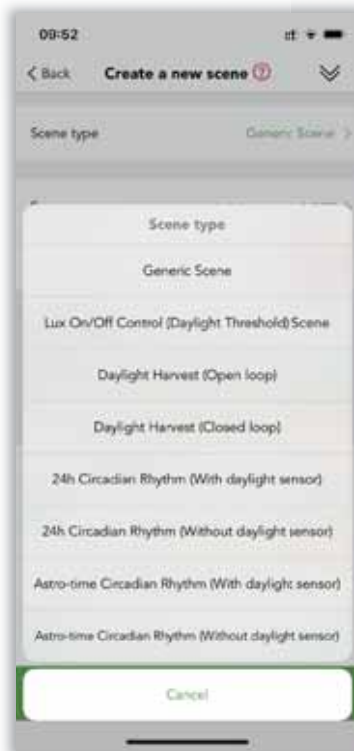 09:52
Back Create a new scene ?
Scene type Generic Scene
Scene type
Generic Scene
Lux On/Off Control (Daylight Threshold) Scene
Daylight Harvest (Open loop)
Daylight Harvest (Closed loop)
24h Circadian Rhythm (With daylight sensor)
24h Circadian Rhythm (Without daylight sensor)
Astro-time Circadian Rhythm (With daylight sensor)
Astro-time Circadian Rhythm (Without daylight sensor)
Cancel